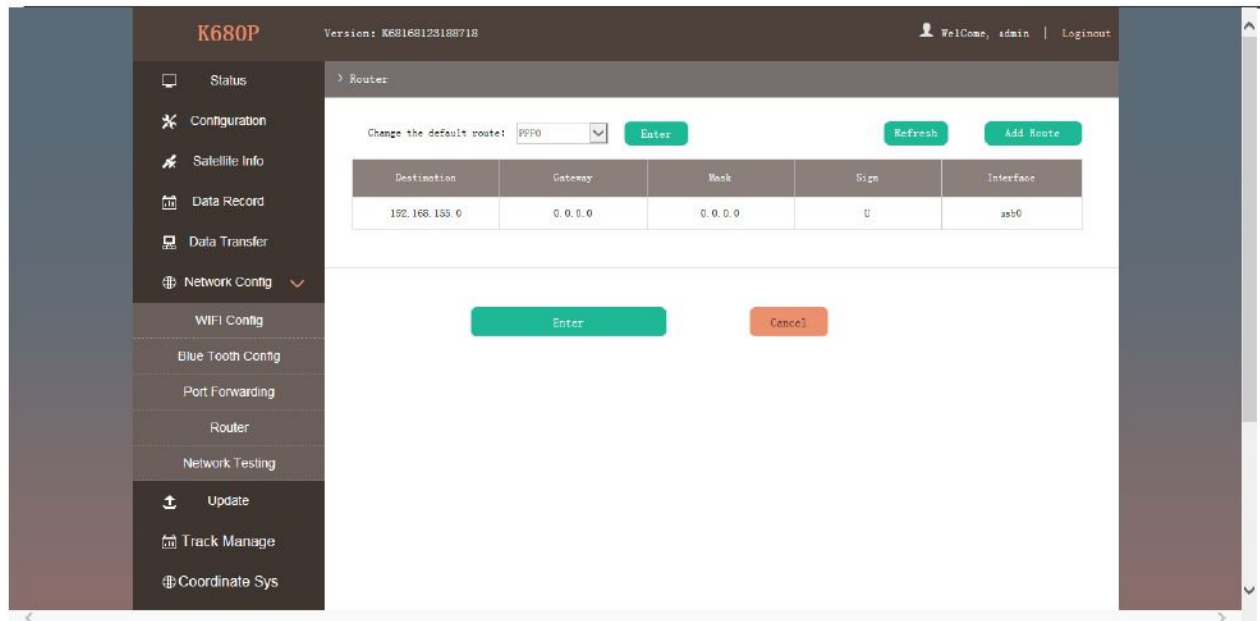 K680P
Version: K68168123188718
WelCome, admin | Loginout
Status
> Router
Configuration
Change the default route: PPP0 Enter Refresh Add Route
Satellite Info
Destination Gateway Mask Sign Interface
Data Record
192.168.155.0 0.0.0.0 0.0.0.0 U usb0
Data Transfer
Network Config
Enter Cancel
WIFI Config
Blue Tooth Config
Port Forwarding
Router
Network Testing
Update
Track Manage
Coordinate Sys